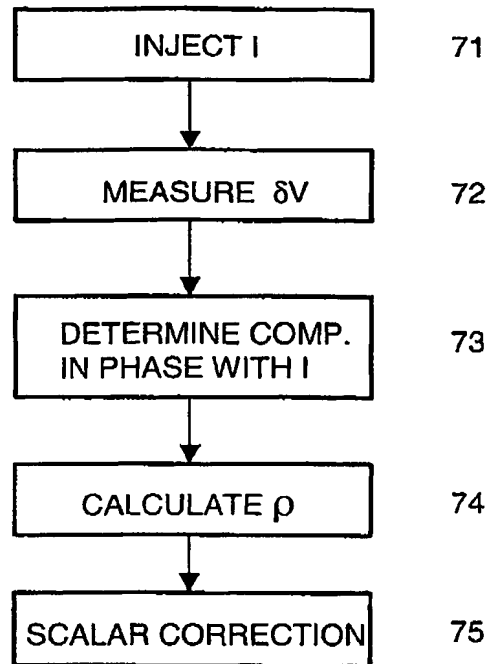 INJECT I 71
MEASURE δV 72
DETERMINE COMP.
IN PHASE WITH I 73
CALCULATE ρ 74
SCALAR CORRECTION 75